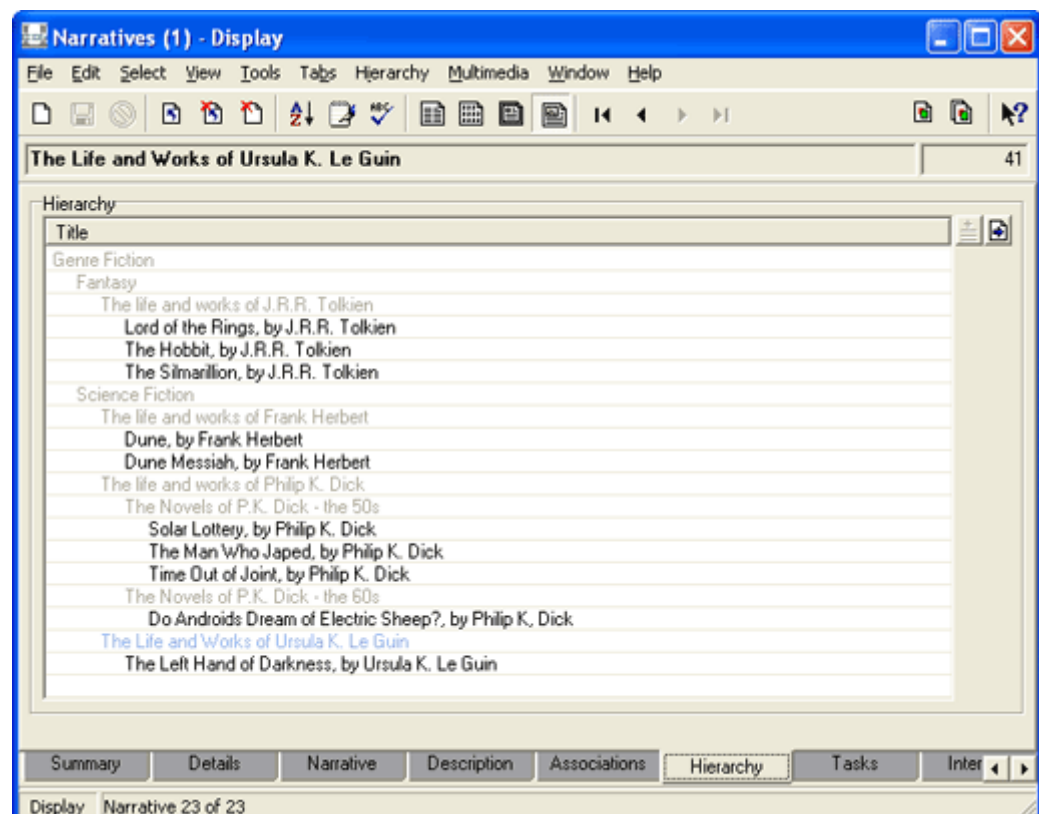 Narratives (1) - Display
File Edit Select View Tools Tabs Hierarchy Multimedia Window Help
The Life and Works of Ursula K. Le Guin 41
Hierarchy
Title
Genre Fiction
Fantasy
The life and works of J.R.R. Tolkien
Lord of the Rings, by J.R.R. Tolkien
The Hobbit, by J.R.R. Tolkien
The Silmarillion, by J.R.R. Tolkien
Science Fiction
The life and works of Frank Herbert
Dune, by Frank Herbert
Dune Messiah, by Frank Herbert
The life and works of Philip K. Dick
The Novels of P.K. Dick - the 50s
Solar Lottery, by Philip K. Dick
The Man Who Japed, by Philip K. Dick
Time Out of Joint, by Philip K. Dick
The Novels of P.K. Dick - the 60s
Do Androids Dream of Electric Sheep?, by Philip K, Dick
The Life and Works of Ursula K. Le Guin
The Left Hand of Darkness, by Ursula K. Le Guin
Summary Details Narrative Description Associations Hierarchy Tasks Inter
Display Narrative 23 of 23